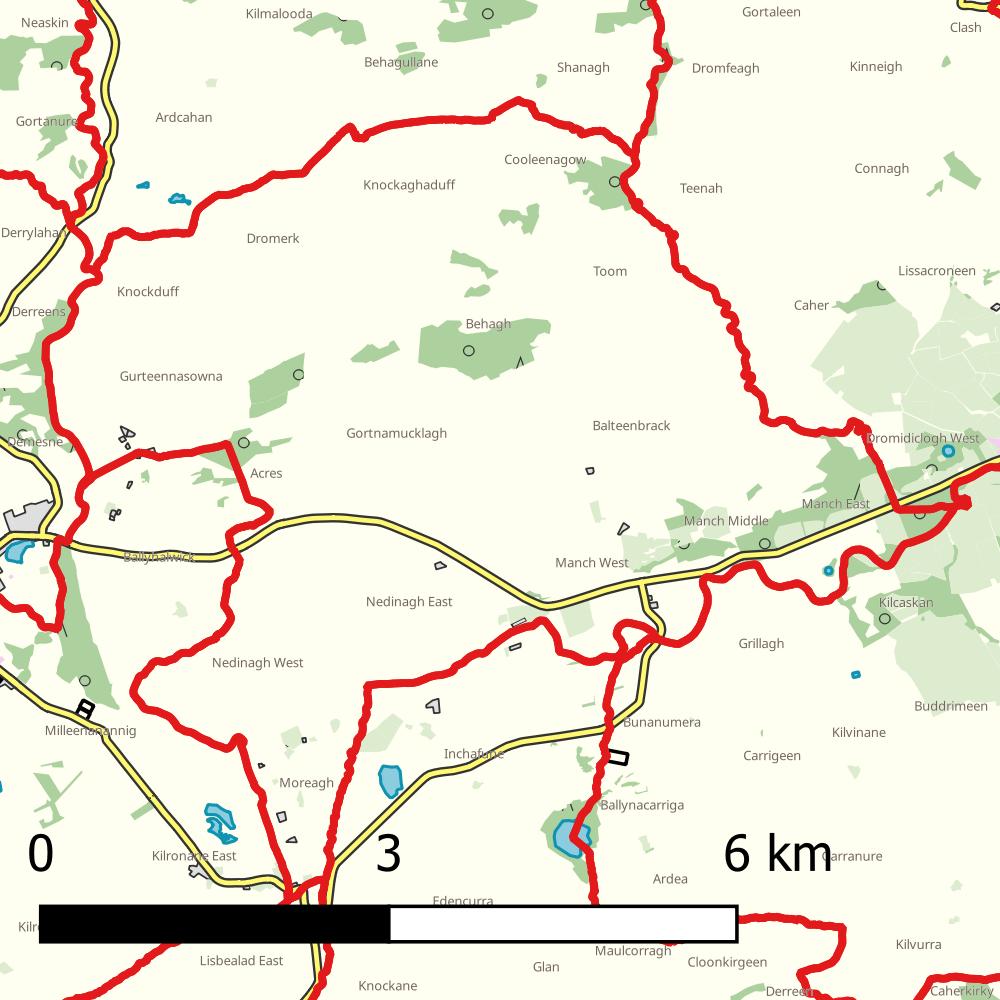 Kilmalooda
Gortaleen
Neaskin
Clash
Behagullane
Shanagh
Dromfeagh
Kinneigh
Ardcahan
Gortanure
Cooleenagow
Connagh
Knockaghaduff
Teenah
Derrylahan
Dromerk
Toom
Lissacroneen
Knockduff
Caher
Derreens
Behagh
Gurteennasowna
Balteenbrack
Gortnamucklagh
Dromidiclogh West
Demesne
Acres
Manch East
Manch Middle
Ballyhalwick
Manch West
Nedinagh East
Kilcaskan
Grillagh
Nedinagh West
Buddrimeen
Bunanumera
Milleenanannig
Kilvinane
Inchafune
Carrigeen
Moreagh
Ballynacarriga
0 3 6 km
Kilronane East
Carranure
Ardea
Edencurra
Kilvurra
Maulcorragh
Lisbealad East
Cloonkirgeen
Glan
Knockane
Derreen
Caherkirky